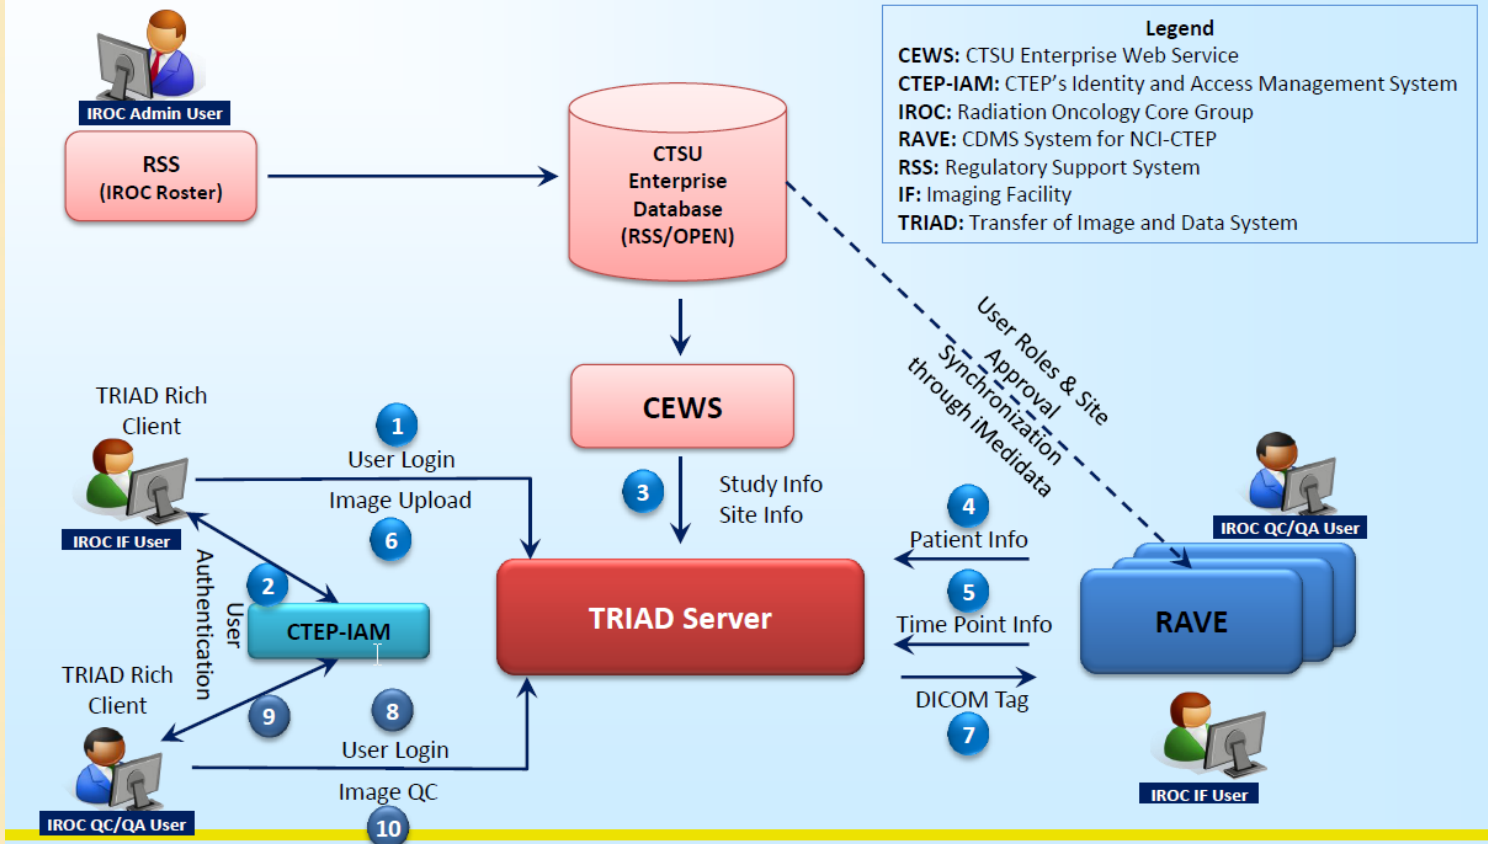 IROC Admin User
RSS
(IROC Roster)
CTSU
Enterprise
Database
(RSS/OPEN)
Legend
CEWS: CTSU Enterprise Web Service
CTEP-IAM: CTEP's Identity and Access Management System
IROC: Radiation Oncology Core Group
RAVE: CDMS System for NCI-CTEP
RSS: Regulatory Support System
IF: Imaging Facility
TRIAD: Transfer of Image and Data System
User Roles & Site
Approval
Synchronization
through iMedidata
CEWS
TRIAD Rich
Client
IROC IF User
1
User Login
Image Upload
6
3
Study Info
Site Info
4
Patient Info
5
Time Point Info
DICOM Tag
7
IROC QC/QA User
RAVE
IROC IF User
TRIAD Server
2
User
Authentication
CTEP-IAM
TRIAD Rich
Client
9
8
User Login
Image QC
10
IROC QC/QA User